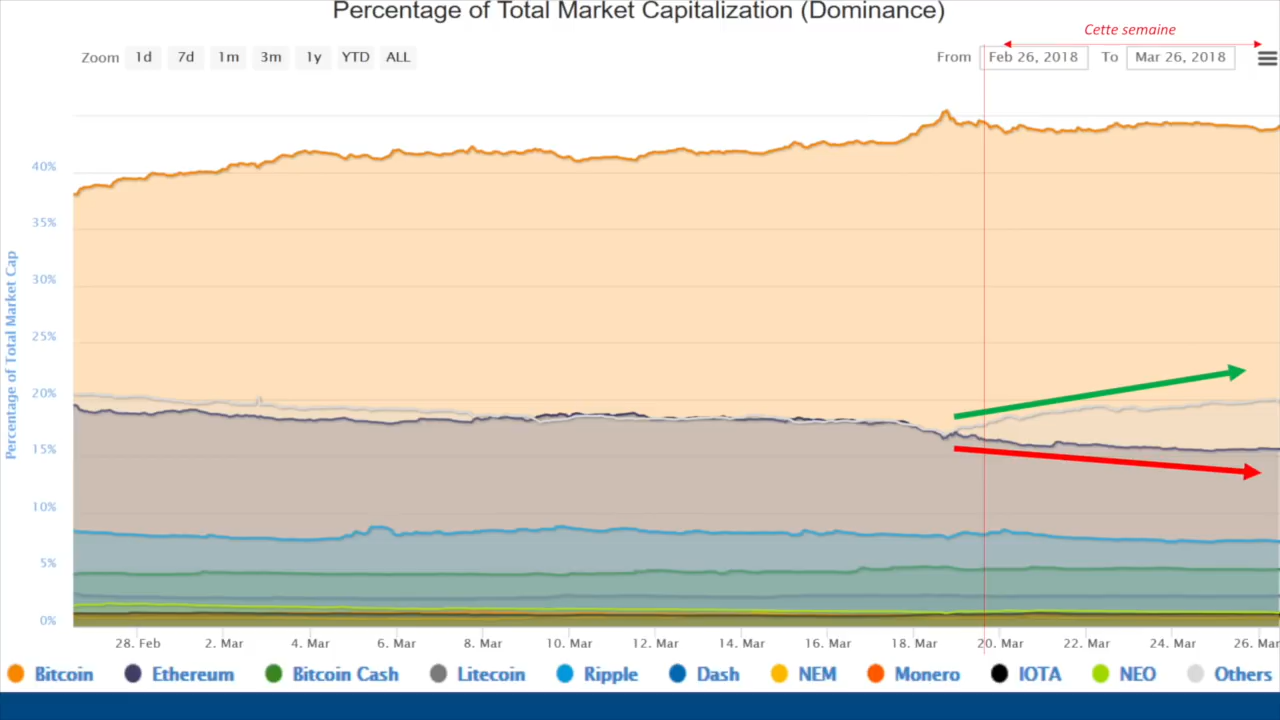 Percentage of Total Market Capitalization (Dominance)
Cette semaine
Zoom 1d 7d 1m 3m 1y YTD ALL From Feb 26, 2018 To Mar 26, 2018
Percentage of Total Market Cap
40%
35%
30%
25%
20%
15%
10%
5%
0%
28. Feb 2. Mar 4. Mar 6. Mar 8. Mar 10. Mar 12. Mar 14. Mar 16. Mar 18. Mar 20. Mar 22. Mar 24. Mar 26. Mar
Bitcoin Ethereum Bitcoin Cash Litecoin Ripple Dash NEM Monero IOTA NEO Others